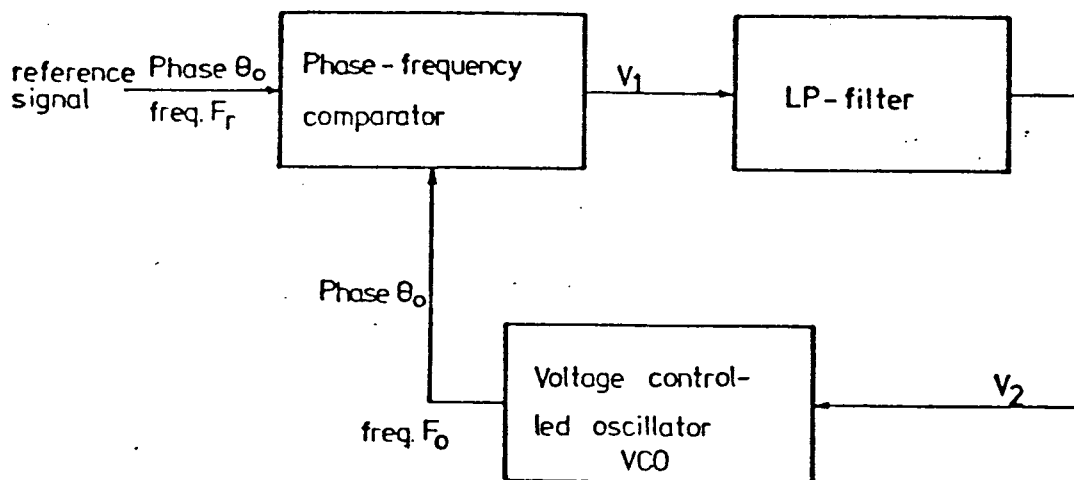 reference
signal
Phase θo
freq. Fr
Phase-frequency
comparator
V1
LP-filter
Phase θo
freq. Fo
Voltage control-
led oscillator
VCO
V2